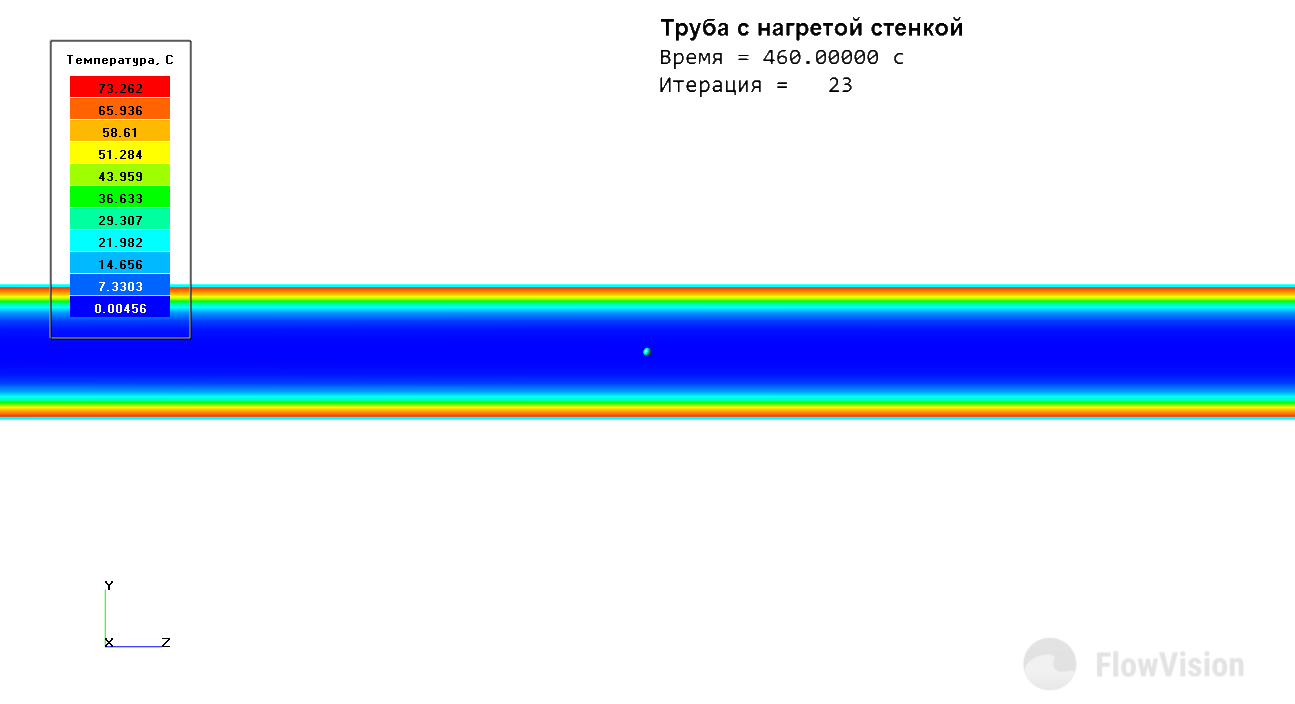 Труба с нагретой стенкой
Время = 460.00000 с
Итерация =   23
Температура, C
73.262
65.936
58.61
51.284
43.959
36.633
29.307
21.982
14.656
7.3303
0.00456
Y
X
Z
FlowVision